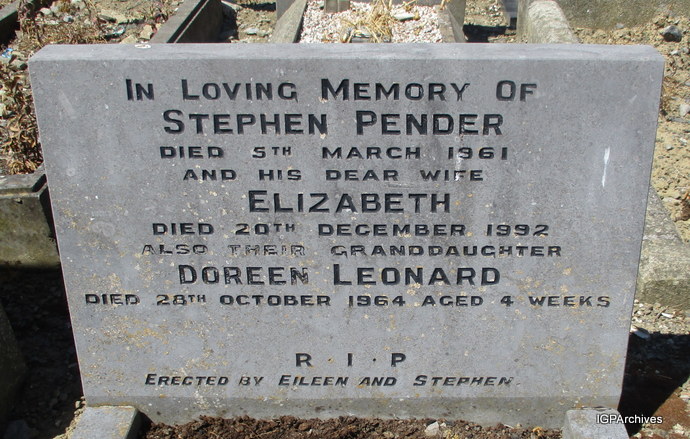 In Loving Memory Of
Stephen Pender
DIED 5TH MARCH 1961
AND HIS DEAR WIFE
ELIZABETH
DIED 20TH DECEMBER 1992
ALSO THEIR GRANDDAUGHTER
DOREEN LEONARD
DIED 28TH OCTOBER 1964 AGED 4 WEEKS
R · I · P
ERECTED BY EILEEN AND STEPHEN.
IGPArchives